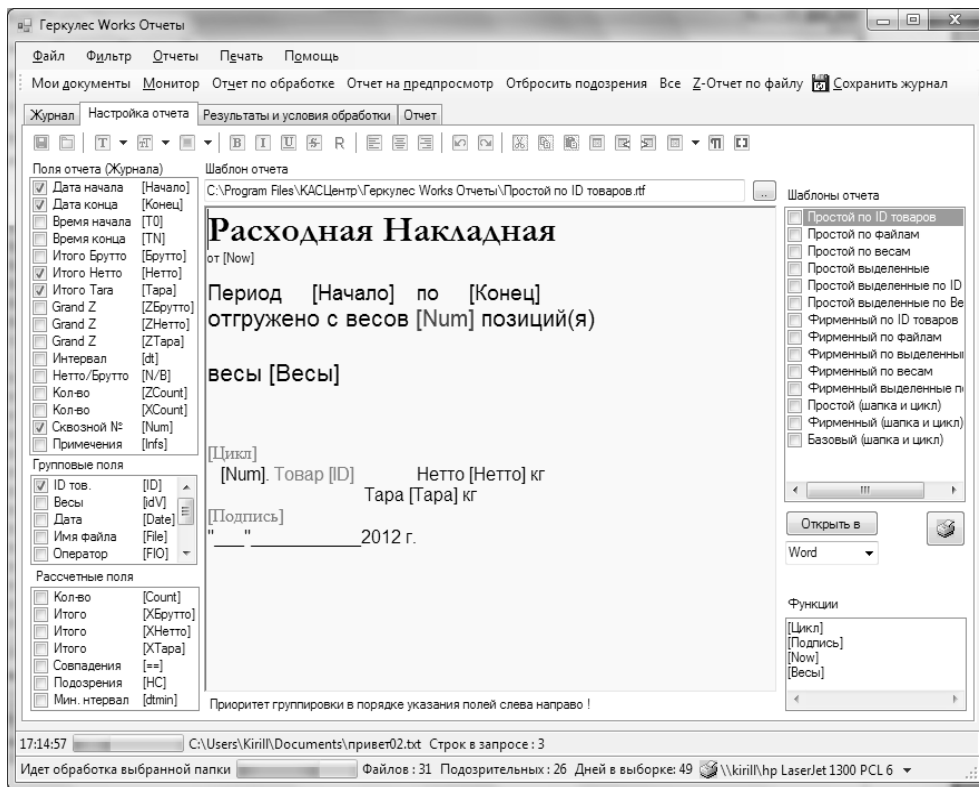 Геркулес Works Отчеты
Файл Фильтр Отчеты Печать Помощь
Мои документы Монитор Отчет по обработке Отчет на предпросмотр Отбросить подозрения Все Z-Отчет по файлу Сохранить журнал
Журнал Настройка отчета Результаты и условия обработки Отчет
T T B I U S R
Поля отчета (Журнала)
Дата начала [Начало]
Дата конца [Конец]
Время начала [T0]
Время конца [TN]
Итого Брутто [Брутто]
Итого Нетто [Нетто]
Итого Тара [Тара]
Grand Z [ZБрутто]
Grand Z [ZНетто]
Grand Z [ZТара]
Интервал [dt]
Нетто/Брутто [N/B]
Кол-во [ZCount]
Кол-во [XCount]
Сквозной № [Num]
Примечения [Infs]
Групповые поля
ID тов. [ID]
Весы [idV]
Дата [Date]
Имя файла [File]
Оператор [FIO]
Рассчетные поля
Кол-во [Count]
Итого [XБрутто]
Итого [XНетто]
Итого [XТара]
Совпадения [==]
Подозрения [НС]
Мин. нтервал [dtmin]
Шаблон отчета
C:\Program Files\КАСЦентр\Геркулес Works Отчеты\Простой по ID товаров.rtf ..
Расходная Накладная
от [Now]
Период [Начало] по [Конец]
отгружено с весов [Num] позиций(я)
весы [Весы]
[Цикл]
[Num]. Товар [ID] Нетто [Нетто] кг
Тара [Тара] кг
[Подпись]
"___"____________2012 г.
Приоритет группировки в порядке указания полей слева направо !
Шаблоны отчета
Простой по ID товаров
Простой по файлам
Простой по весам
Простой выделенные
Простой выделенные по ID
Простой выделенные по Ве
Фирменный по ID товаров
Фирменный по файлам
Фирменный по выделенны
Фирменный по весам
Фирменный выделенные п
Простой (шапка и цикл)
Фирменный (шапка и цикл)
Базовый (шапка и цикл)
Открыть в
Word
Функции
[Цикл]
[Подпись]
[Now]
[Весы]
17:14:57 C:\Users\Kirill\Documents\привет02.txt Строк в запросе : 3
Идет обработка выбранной папки Файлов : 31 Подозрительных : 26 Дней в выборке: 49 \\kirill\hp LaserJet 1300 PCL 6